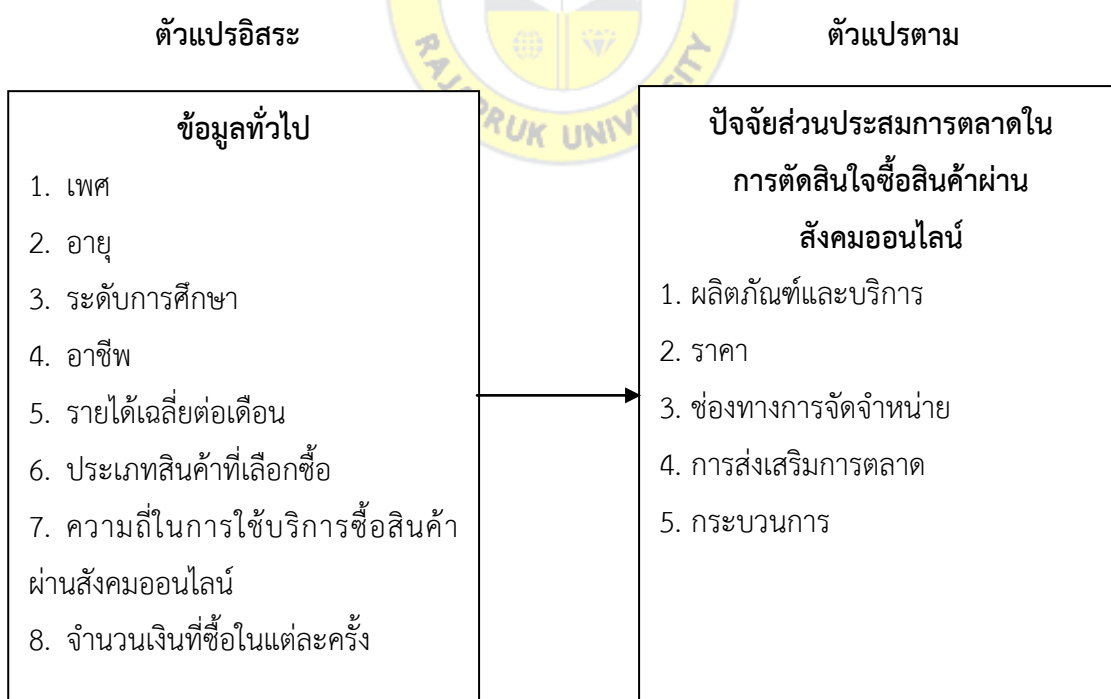 ตัวแปรอิสระ
ตัวแปรตาม
RUK UNIV
ข้อมูลทั่วไป
1. เพศ
2. อายุ
3. ระดับการศึกษา
4. อาชีพ
5. รายได้เฉลี่ยต่อเดือน
6. ประเภทสินค้าที่เลือกซื้อ
7. ความถี่ในการใช้บริการซื้อสินค้า
ผ่านสังคมออนไลน์
8. จำนวนเงินที่ซื้อในแต่ละครั้ง
ปัจจัยส่วนประสมการตลาดใน
การตัดสินใจซื้อสินค้าผ่าน
สังคมออนไลน์
1. ผลิตภัณฑ์และบริการ
2. ราคา
3. ช่องทางการจัดจำหน่าย
4. การส่งเสริมการตลาด
5. กระบวนการ